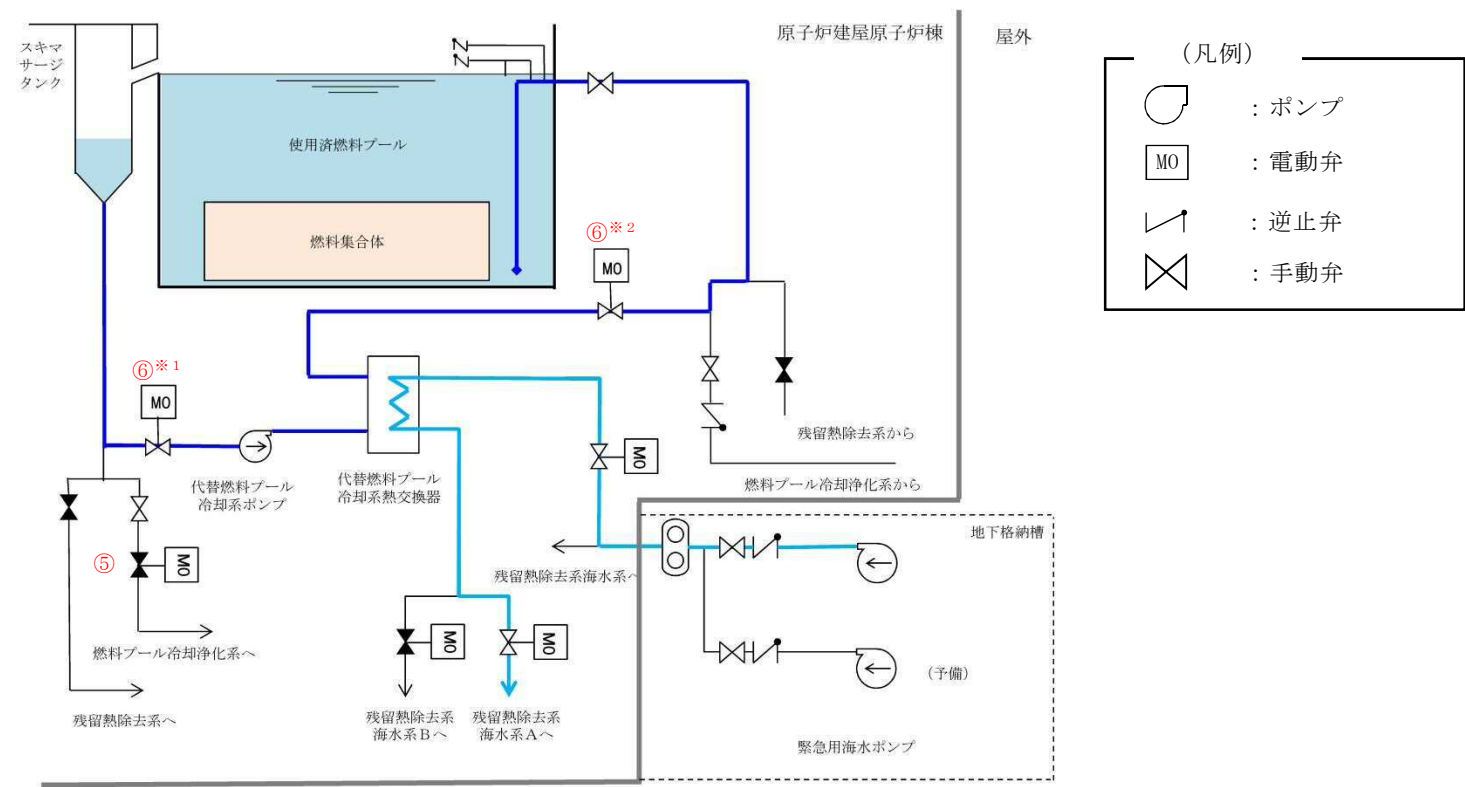 原子炉建屋原子炉棟
屋外
スキマ
サージ
タンク
使用済燃料プール
燃料集合体
⑥※2
MO
⑥※1
MO
代替燃料プール
冷却系ポンプ
代替燃料プール
冷却系熱交換器
MO
残留熱除去系から
燃料プール冷却浄化系から
⑤
MO
燃料プール冷却浄化系へ
残留熱除去系へ
残留熱除去系海水系へ
MO
MO
残留熱除去系
海水系Bへ
残留熱除去系
海水系Aへ
地下格納槽
(予備)
緊急用海水ポンプ
(凡例)
:ポンプ
MO
:電動弁
:逆止弁
:手動弁